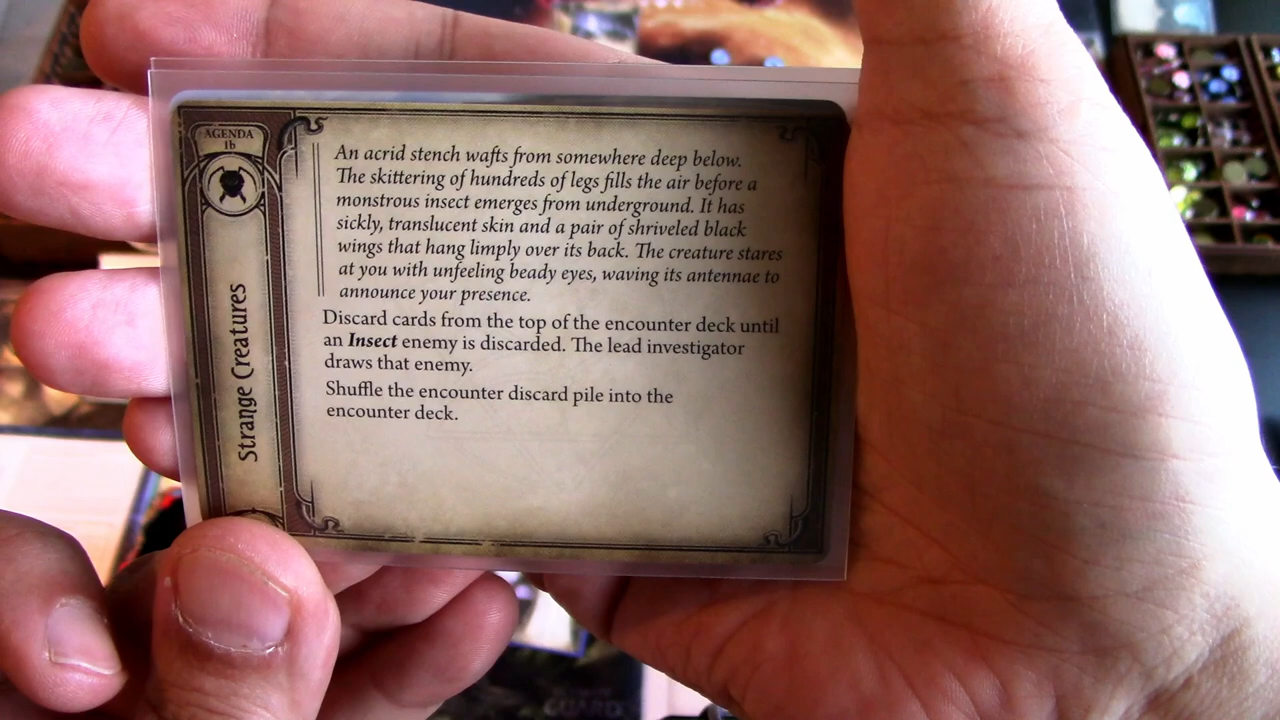 AGENDA
1b
Strange Creatures
An acrid stench wafts from somewhere deep below.
The skittering of hundreds of legs fills the air before a
monstrous insect emerges from underground. It has
sickly, translucent skin and a pair of shriveled black
wings that hang limply over its back. The creature stares
at you with unfeeling beady eyes, waving its antennae to
announce your presence.
Discard cards from the top of the encounter deck until
an Insect enemy is discarded. The lead investigator
draws that enemy.
Shuffle the encounter discard pile into the
encounter deck.